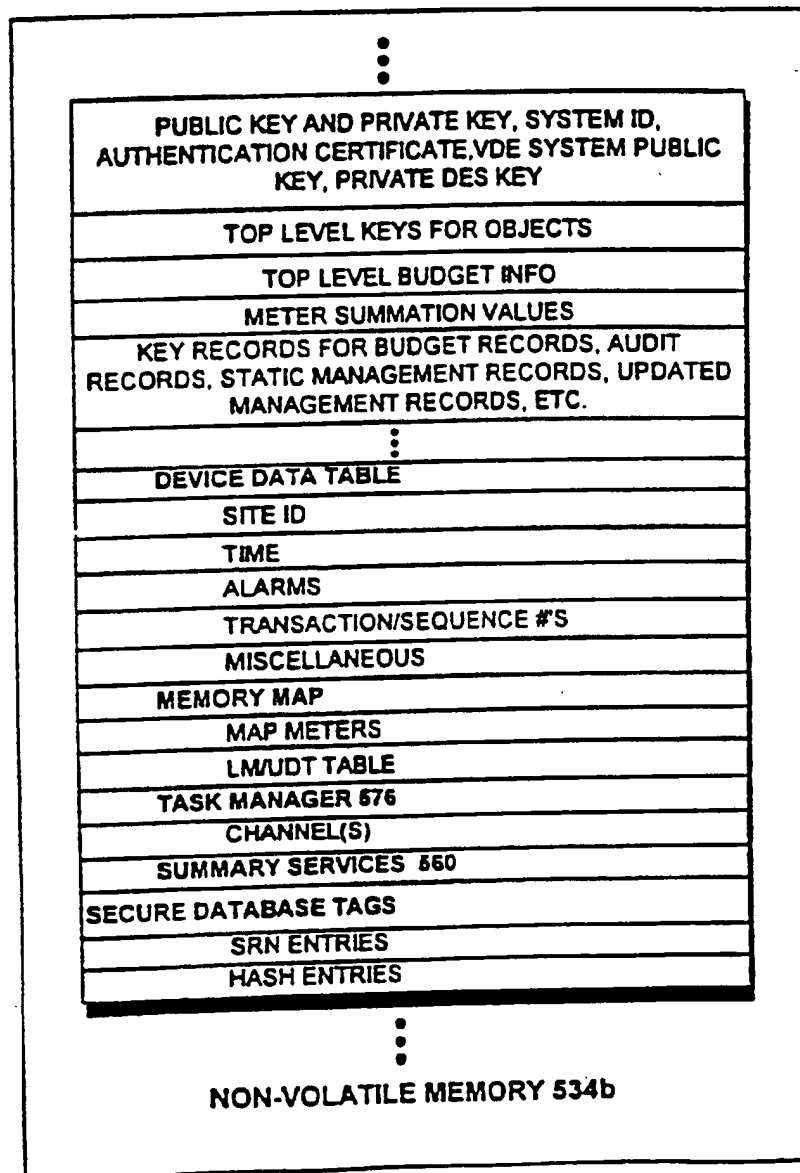 PUBLIC KEY AND PRIVATE KEY, SYSTEM ID,
AUTHENTICATION CERTIFICATE,VDE SYSTEM PUBLIC
KEY, PRIVATE DES KEY
TOP LEVEL KEYS FOR OBJECTS
TOP LEVEL BUDGET INFO
METER SUMMATION VALUES
KEY RECORDS FOR BUDGET RECORDS, AUDIT
RECORDS, STATIC MANAGEMENT RECORDS, UPDATED
MANAGEMENT RECORDS, ETC.
DEVICE DATA TABLE
SITE ID
TIME
ALARMS
TRANSACTION/SEQUENCE #'S
MISCELLANEOUS
MEMORY MAP
MAP METERS
LM/UDT TABLE
TASK MANAGER 576
CHANNEL(S)
SUMMARY SERVICES 560
SECURE DATABASE TAGS
SRN ENTRIES
HASH ENTRIES
NON-VOLATILE MEMORY 534b